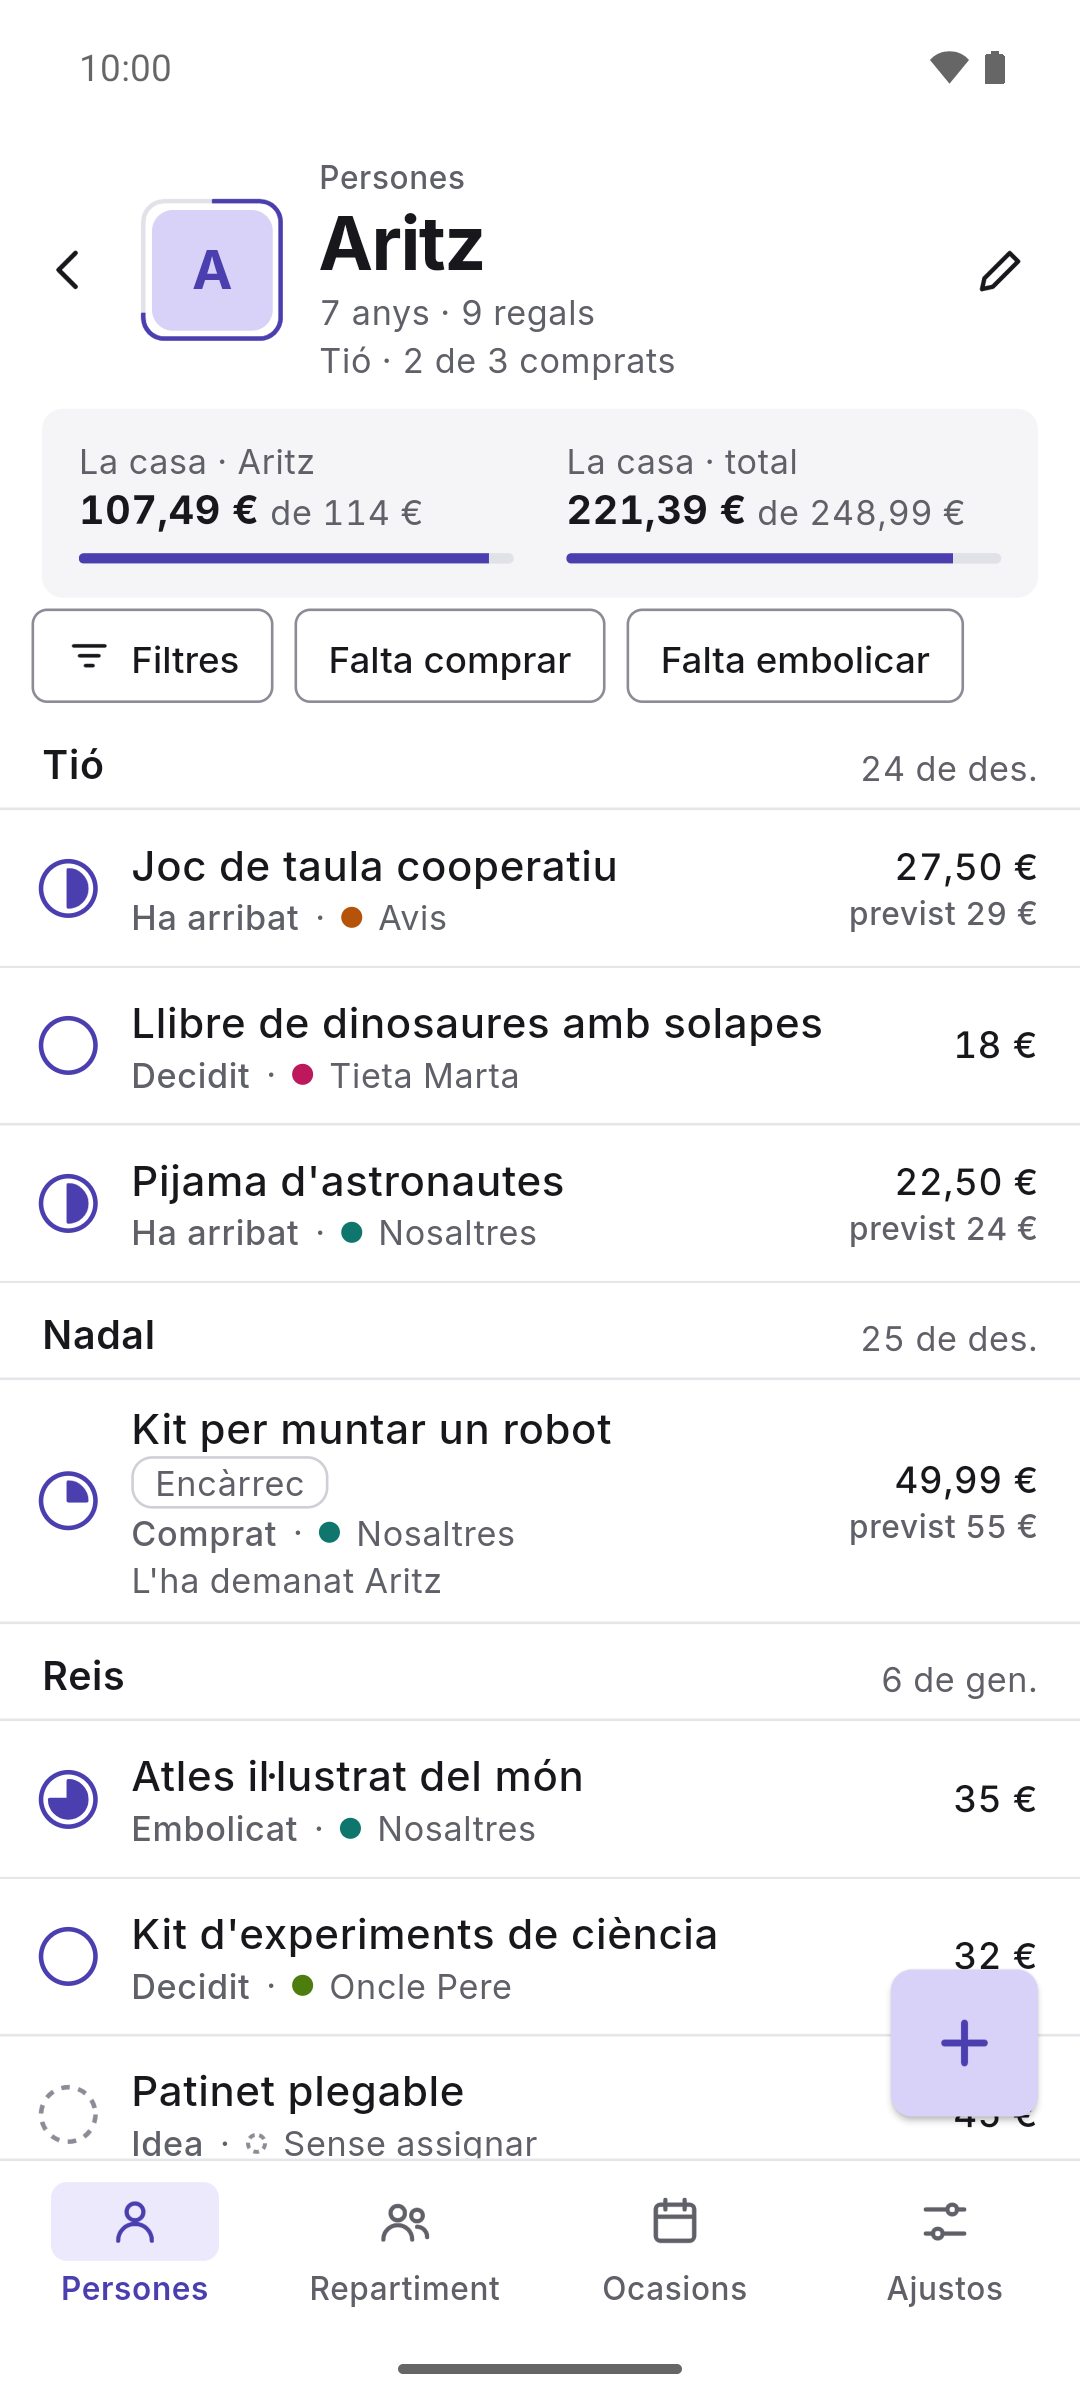 10:00
Persones
A
Aritz
7 anys · 9 regals
Tió · 2 de 3 comprats
La casa · Aritz
107,49 € de 114 €
La casa · total
221,39 € de 248,99 €
Filtres
Falta comprar
Falta embolicar
Tió
24 de des.
Joc de taula cooperatiu
27,50 €
Ha arribat · Avis
previst 29 €
Llibre de dinosaures amb solapes
18 €
Decidit · Tieta Marta
Pijama d'astronautes
22,50 €
Ha arribat · Nosaltres
previst 24 €
Nadal
25 de des.
Kit per muntar un robot
Encàrrec
49,99 €
Comprat · Nosaltres
previst 55 €
L'ha demanat Aritz
Reis
6 de gen.
Atles il·lustrat del món
35 €
Embolicat · Nosaltres
Kit d'experiments de ciència
32 €
Decidit · Oncle Pere
Patinet plegable
Idea · Sense assignar
Persones
Repartiment
Ocasions
Ajustos